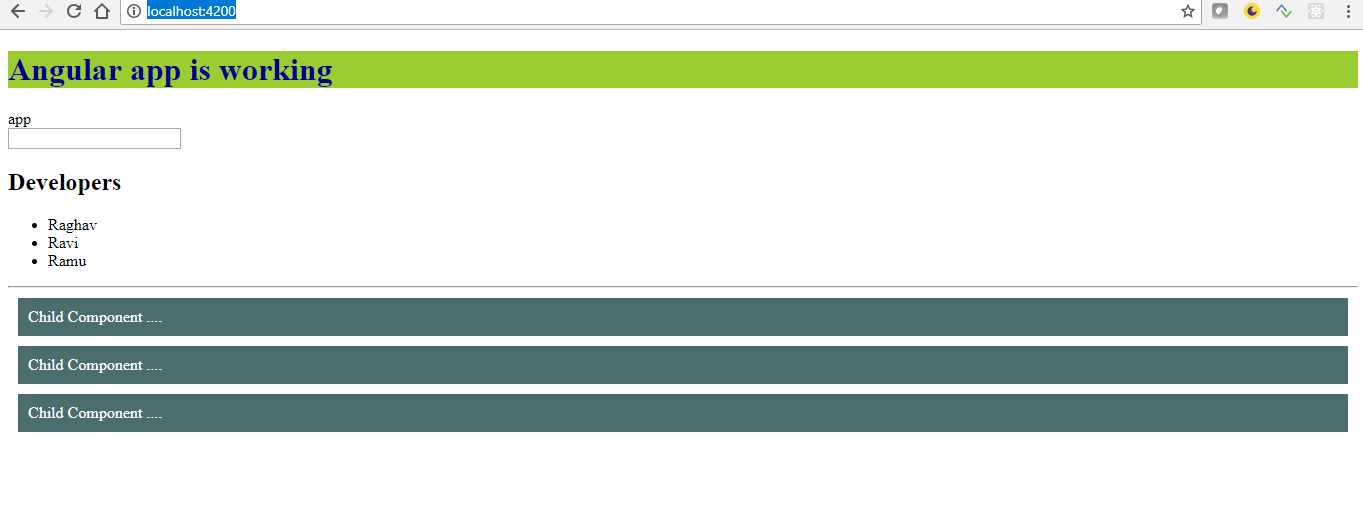 localhost:4200
Angular app is working
app
Developers
Raghav
Ravi
Ramu
Child Component ....
Child Component ....
Child Component ....